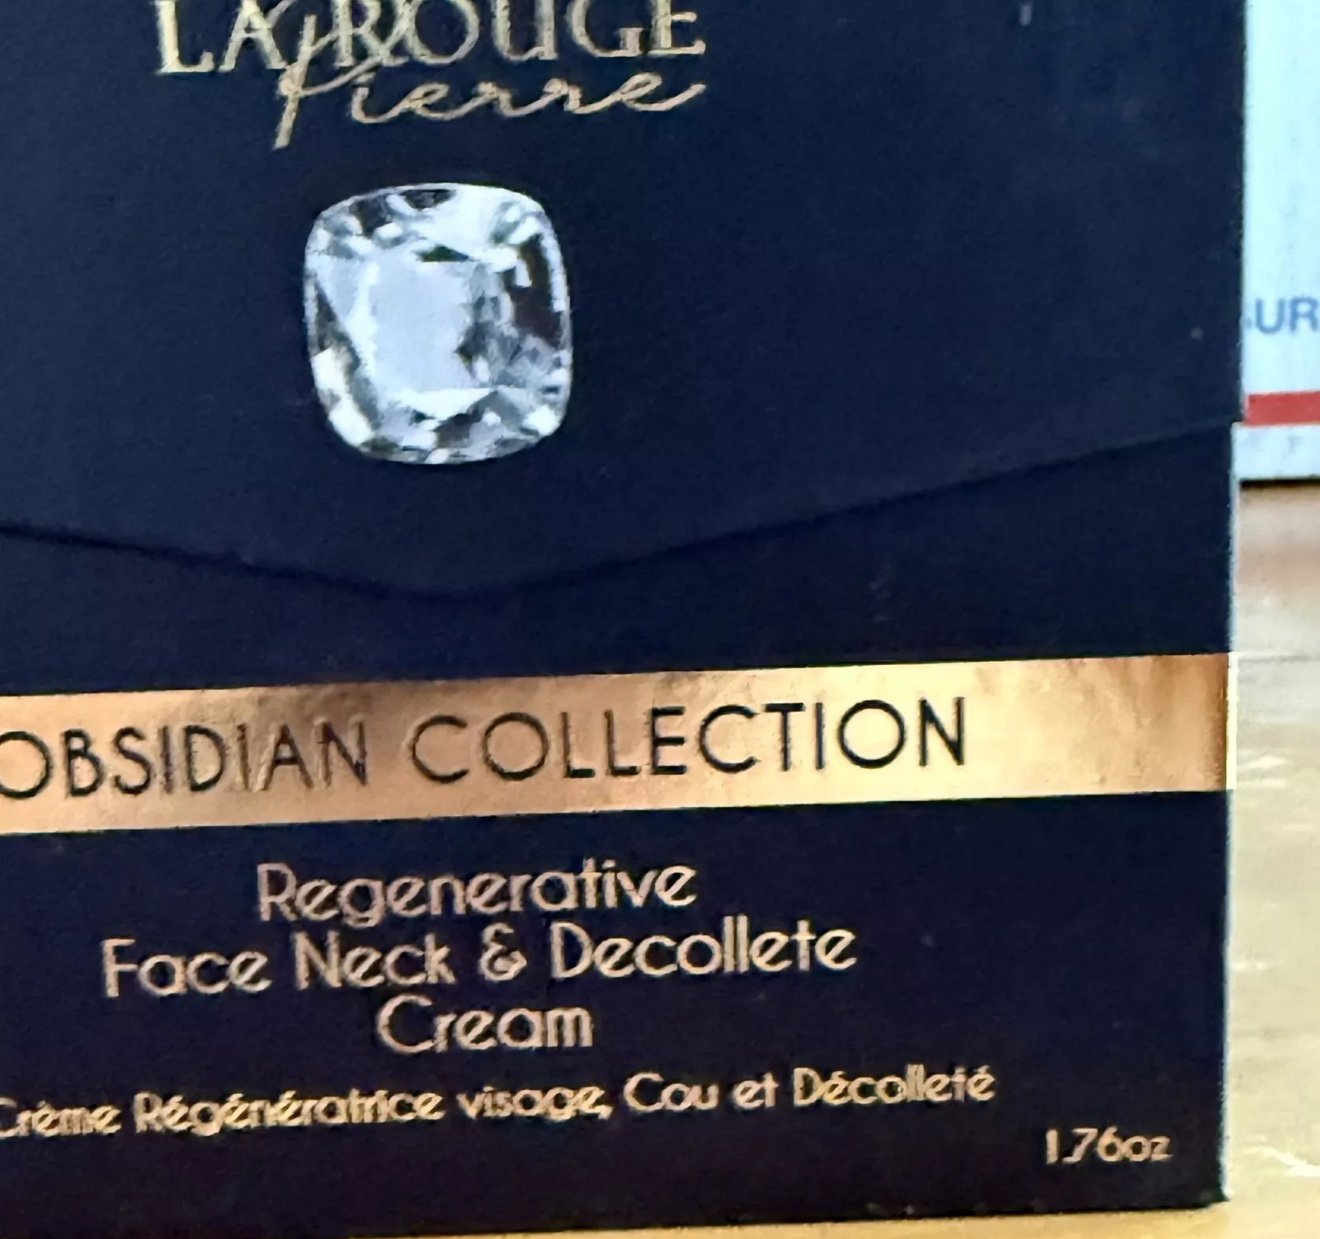 LA ROUGE
Pierre
OBSIDIAN COLLECTION
Regenerative
Face Neck & Decollete
Cream
Crème Régénératrice visage, Cou et Décolleté
1.76oz